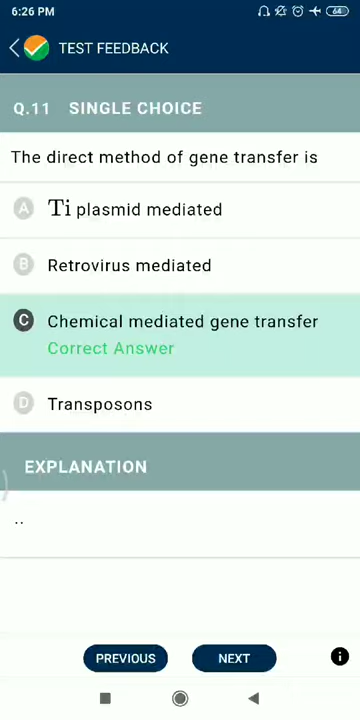 6:26 PM
64
TEST FEEDBACK
Q.11 SINGLE CHOICE
The direct method of gene transfer is
A Ti plasmid mediated
B Retrovirus mediated
C Chemical mediated gene transfer
Correct Answer
D Transposons
EXPLANATION
..
PREVIOUS NEXT